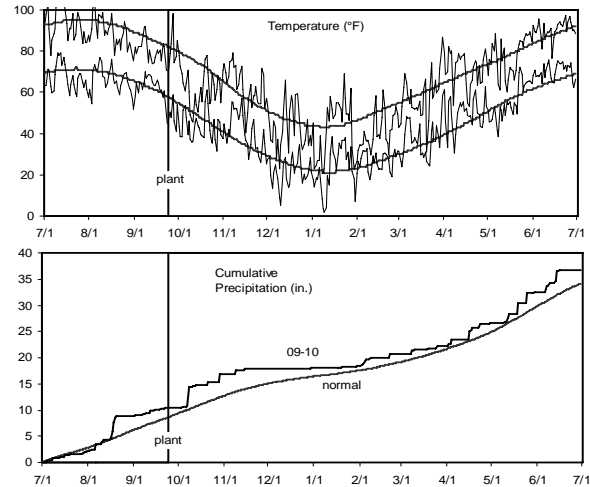 Temperature (°F)
100
80
60
40
20
0
plant
7/1 8/1 9/1 10/1 11/1 12/1 1/1 2/1 3/1 4/1 5/1 6/1 7/1
Cumulative
Precipitation (in.)
40
35
30
25
20
15
10
5
0
09-10
normal
plant
7/1 8/1 9/1 10/1 11/1 12/1 1/1 2/1 3/1 4/1 5/1 6/1 7/1